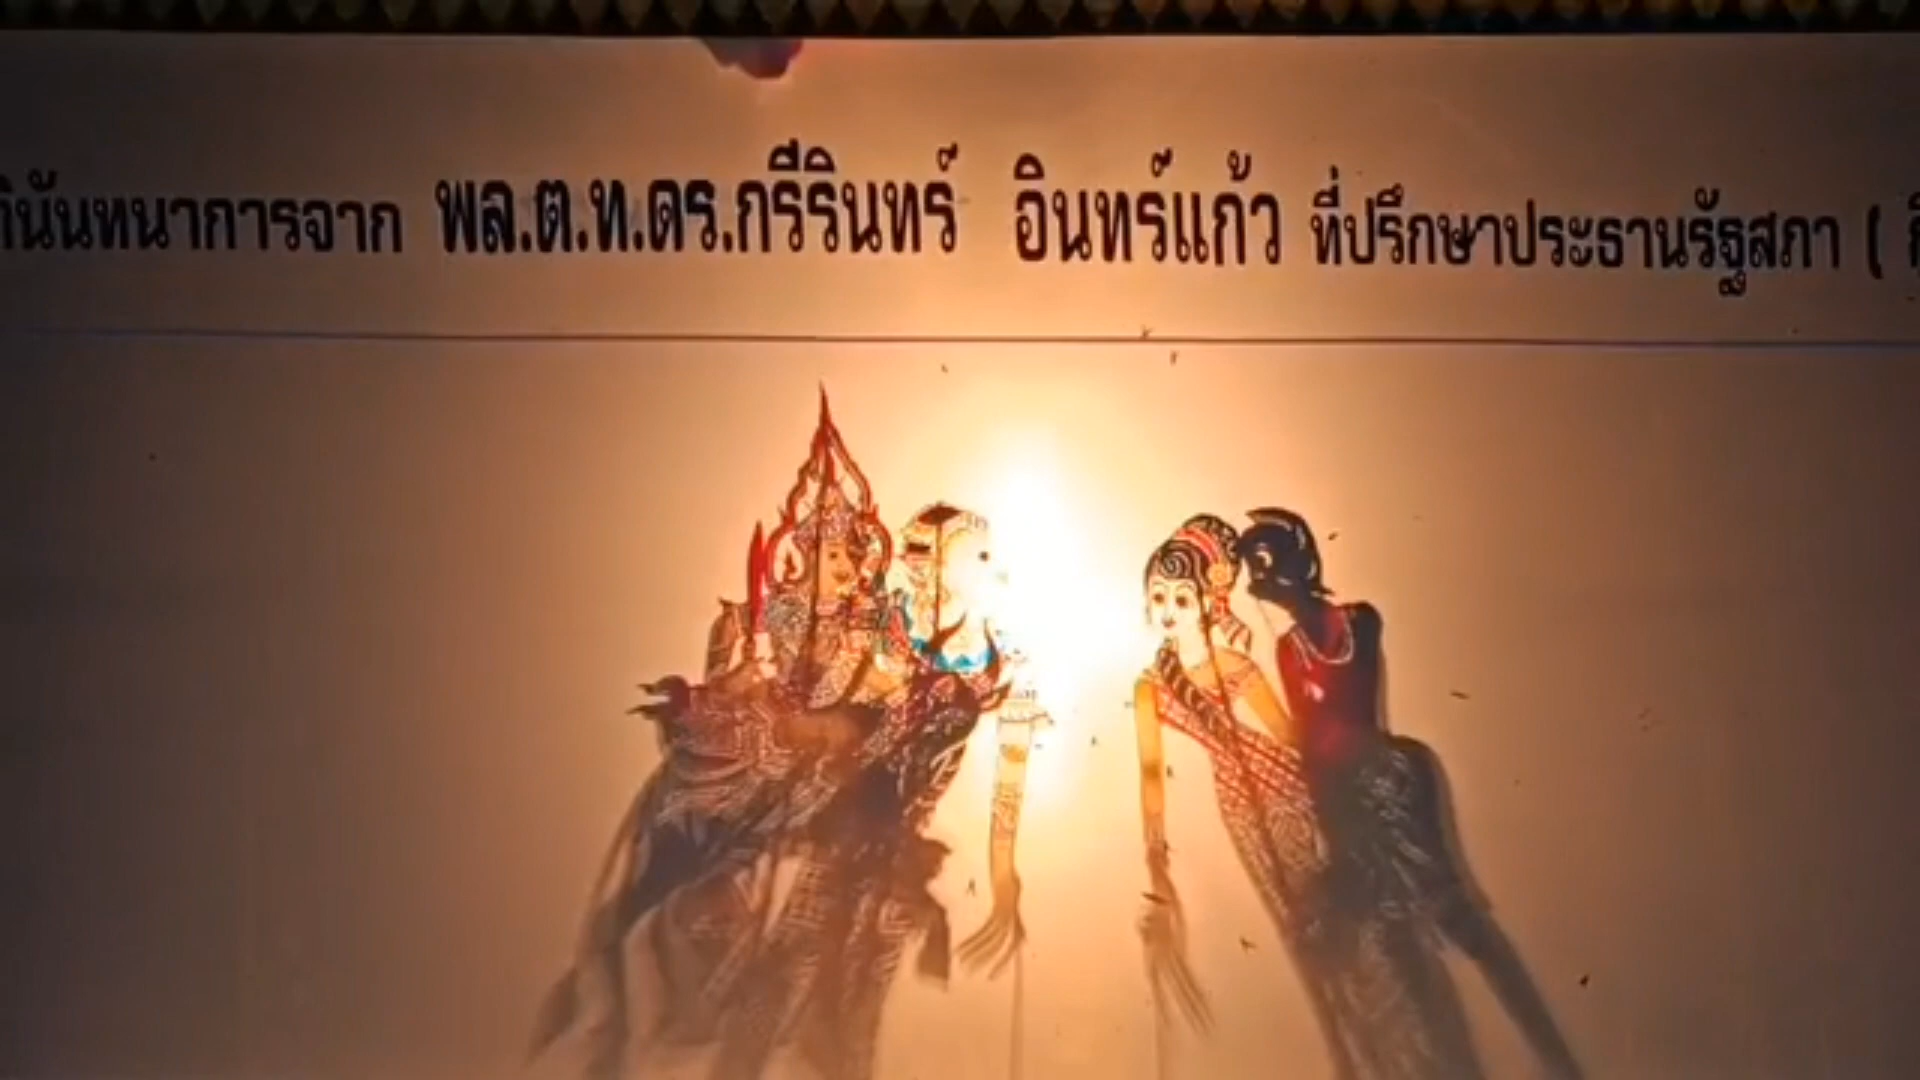 อภินันทนาการจาก พล.ต.ท.ดร.กรีรินทร์ อินทร์แก้ว ที่ปรึกษาประธานรัฐสภา (